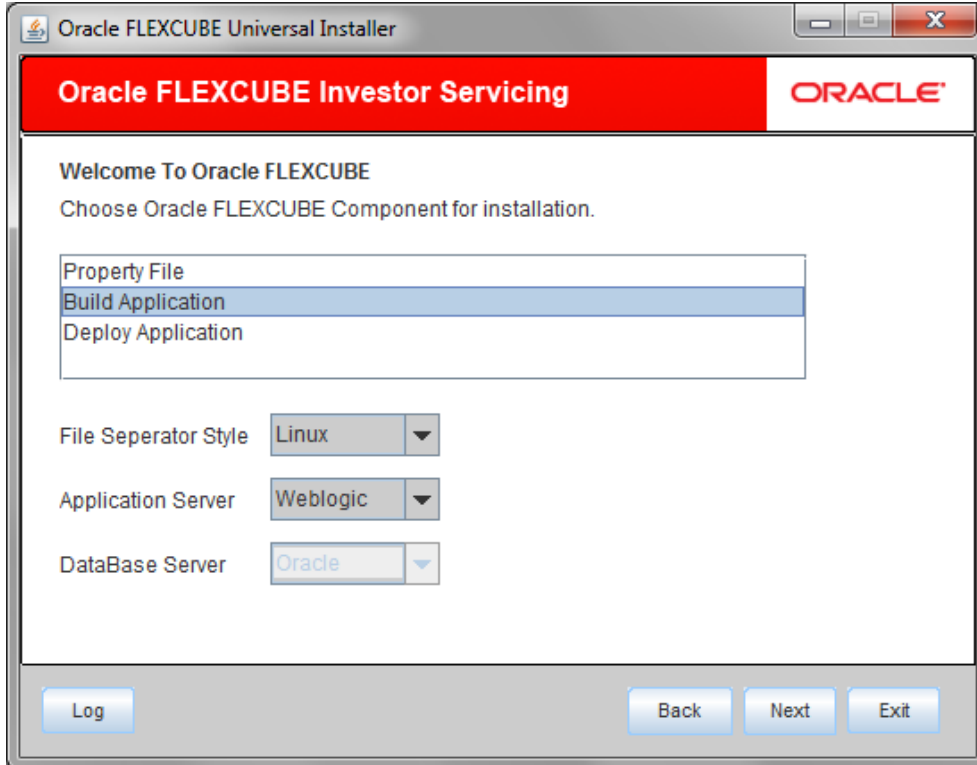 Oracle FLEXCUBE Universal Installer
Oracle FLEXCUBE Investor Servicing
ORACLE
Welcome To Oracle FLEXCUBE
Choose Oracle FLEXCUBE Component for installation.
Property File
Build Application
Deploy Application
File Seperator Style Linux
Application Server Weblogic
DataBase Server Oracle
Log Back Next Exit